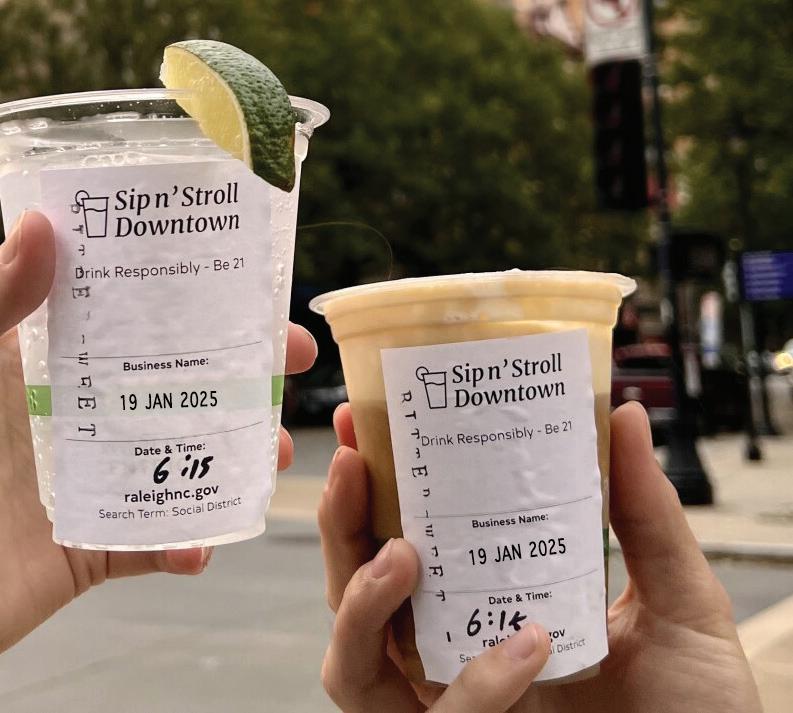 Sip n' Stroll
Downtown
Drink Responsibly - Be 21
Business Name:
19 JAN 2025
Date & Time:
6:15
raleighnc.gov
Search Term: Social District
Sip n' Stroll
Downtown
Drink Responsibly - Be 21
Business Name:
19 JAN 2025
Date & Time:
6:15